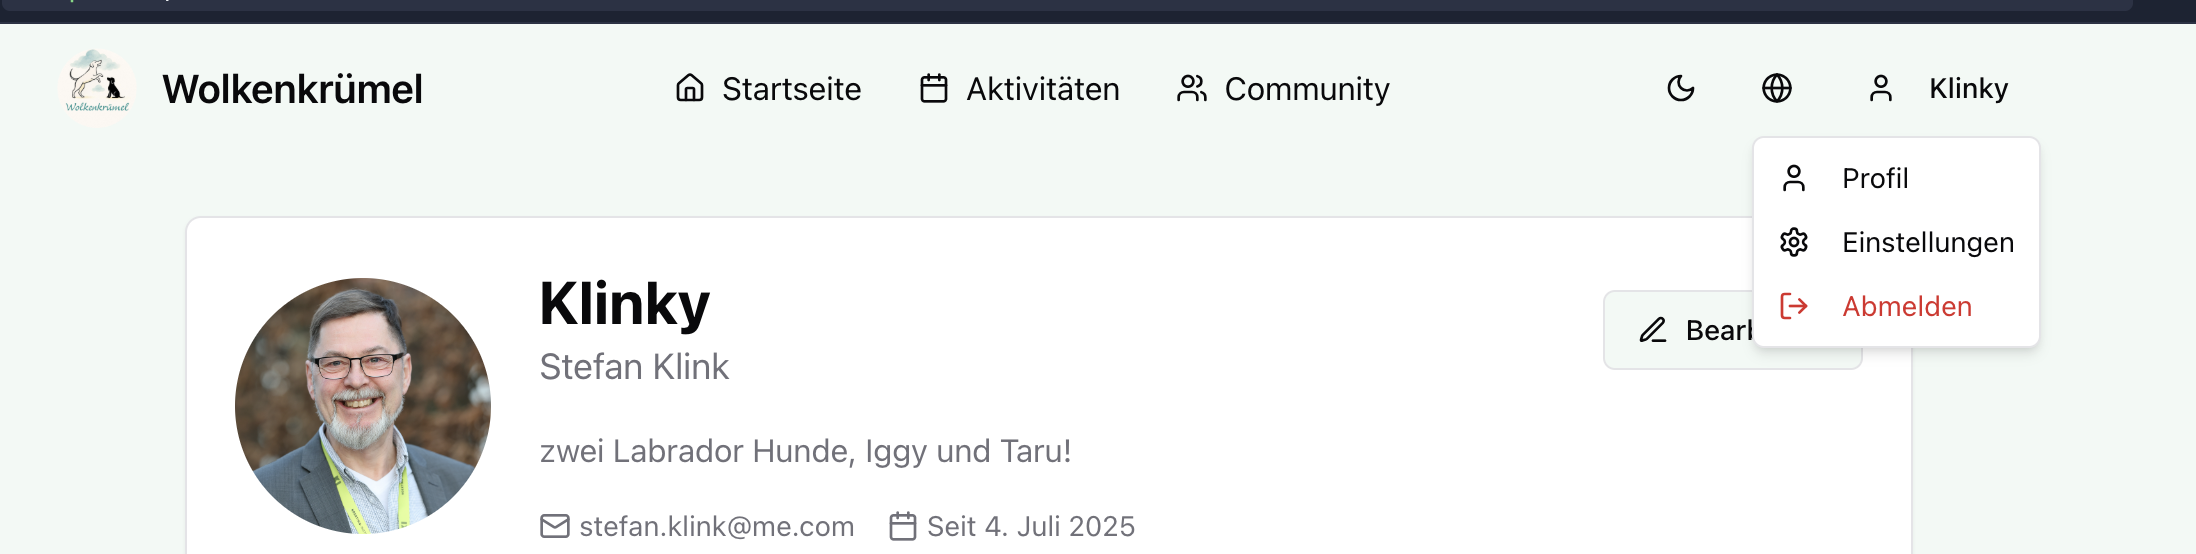 Wolkenkrümel
Wolkenkrümel
Startseite
Aktivitäten
Community
Klinky
Profil
Einstellungen
Abmelden
Klinky
Stefan Klink
zwei Labrador Hunde, Iggy und Taru!
stefan.klink@me.com
Seit 4. Juli 2025